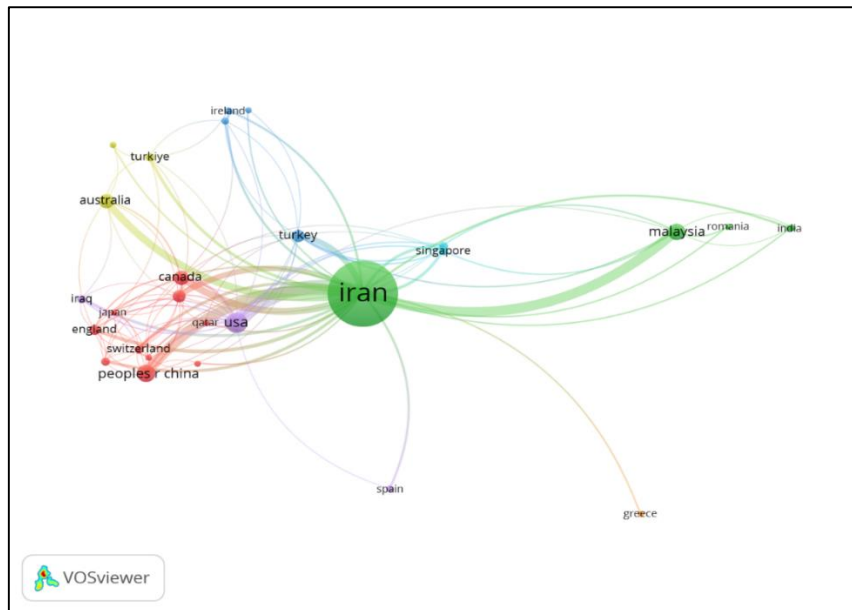 ireland
turkiye
australia
turkey
malaysia
romania
india
singapore
canada
iran
iraq
japan
qatar
usa
england
switzerland
peoples r china
spain
greece
VOSviewer